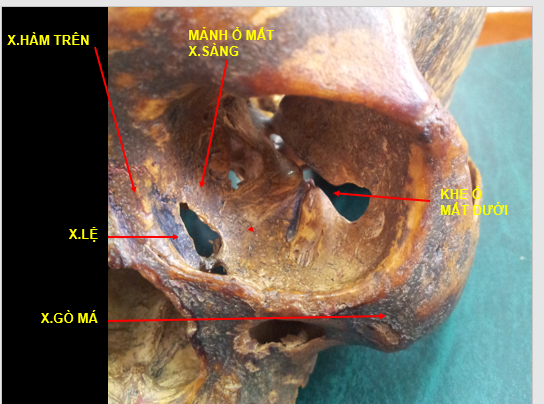 X.HÀM TRÊN
MẢNH Ổ MẮT
X.SÀNG
KHE Ổ
MẮT DƯỚI
X.LỆ
X.GÒ MÁ